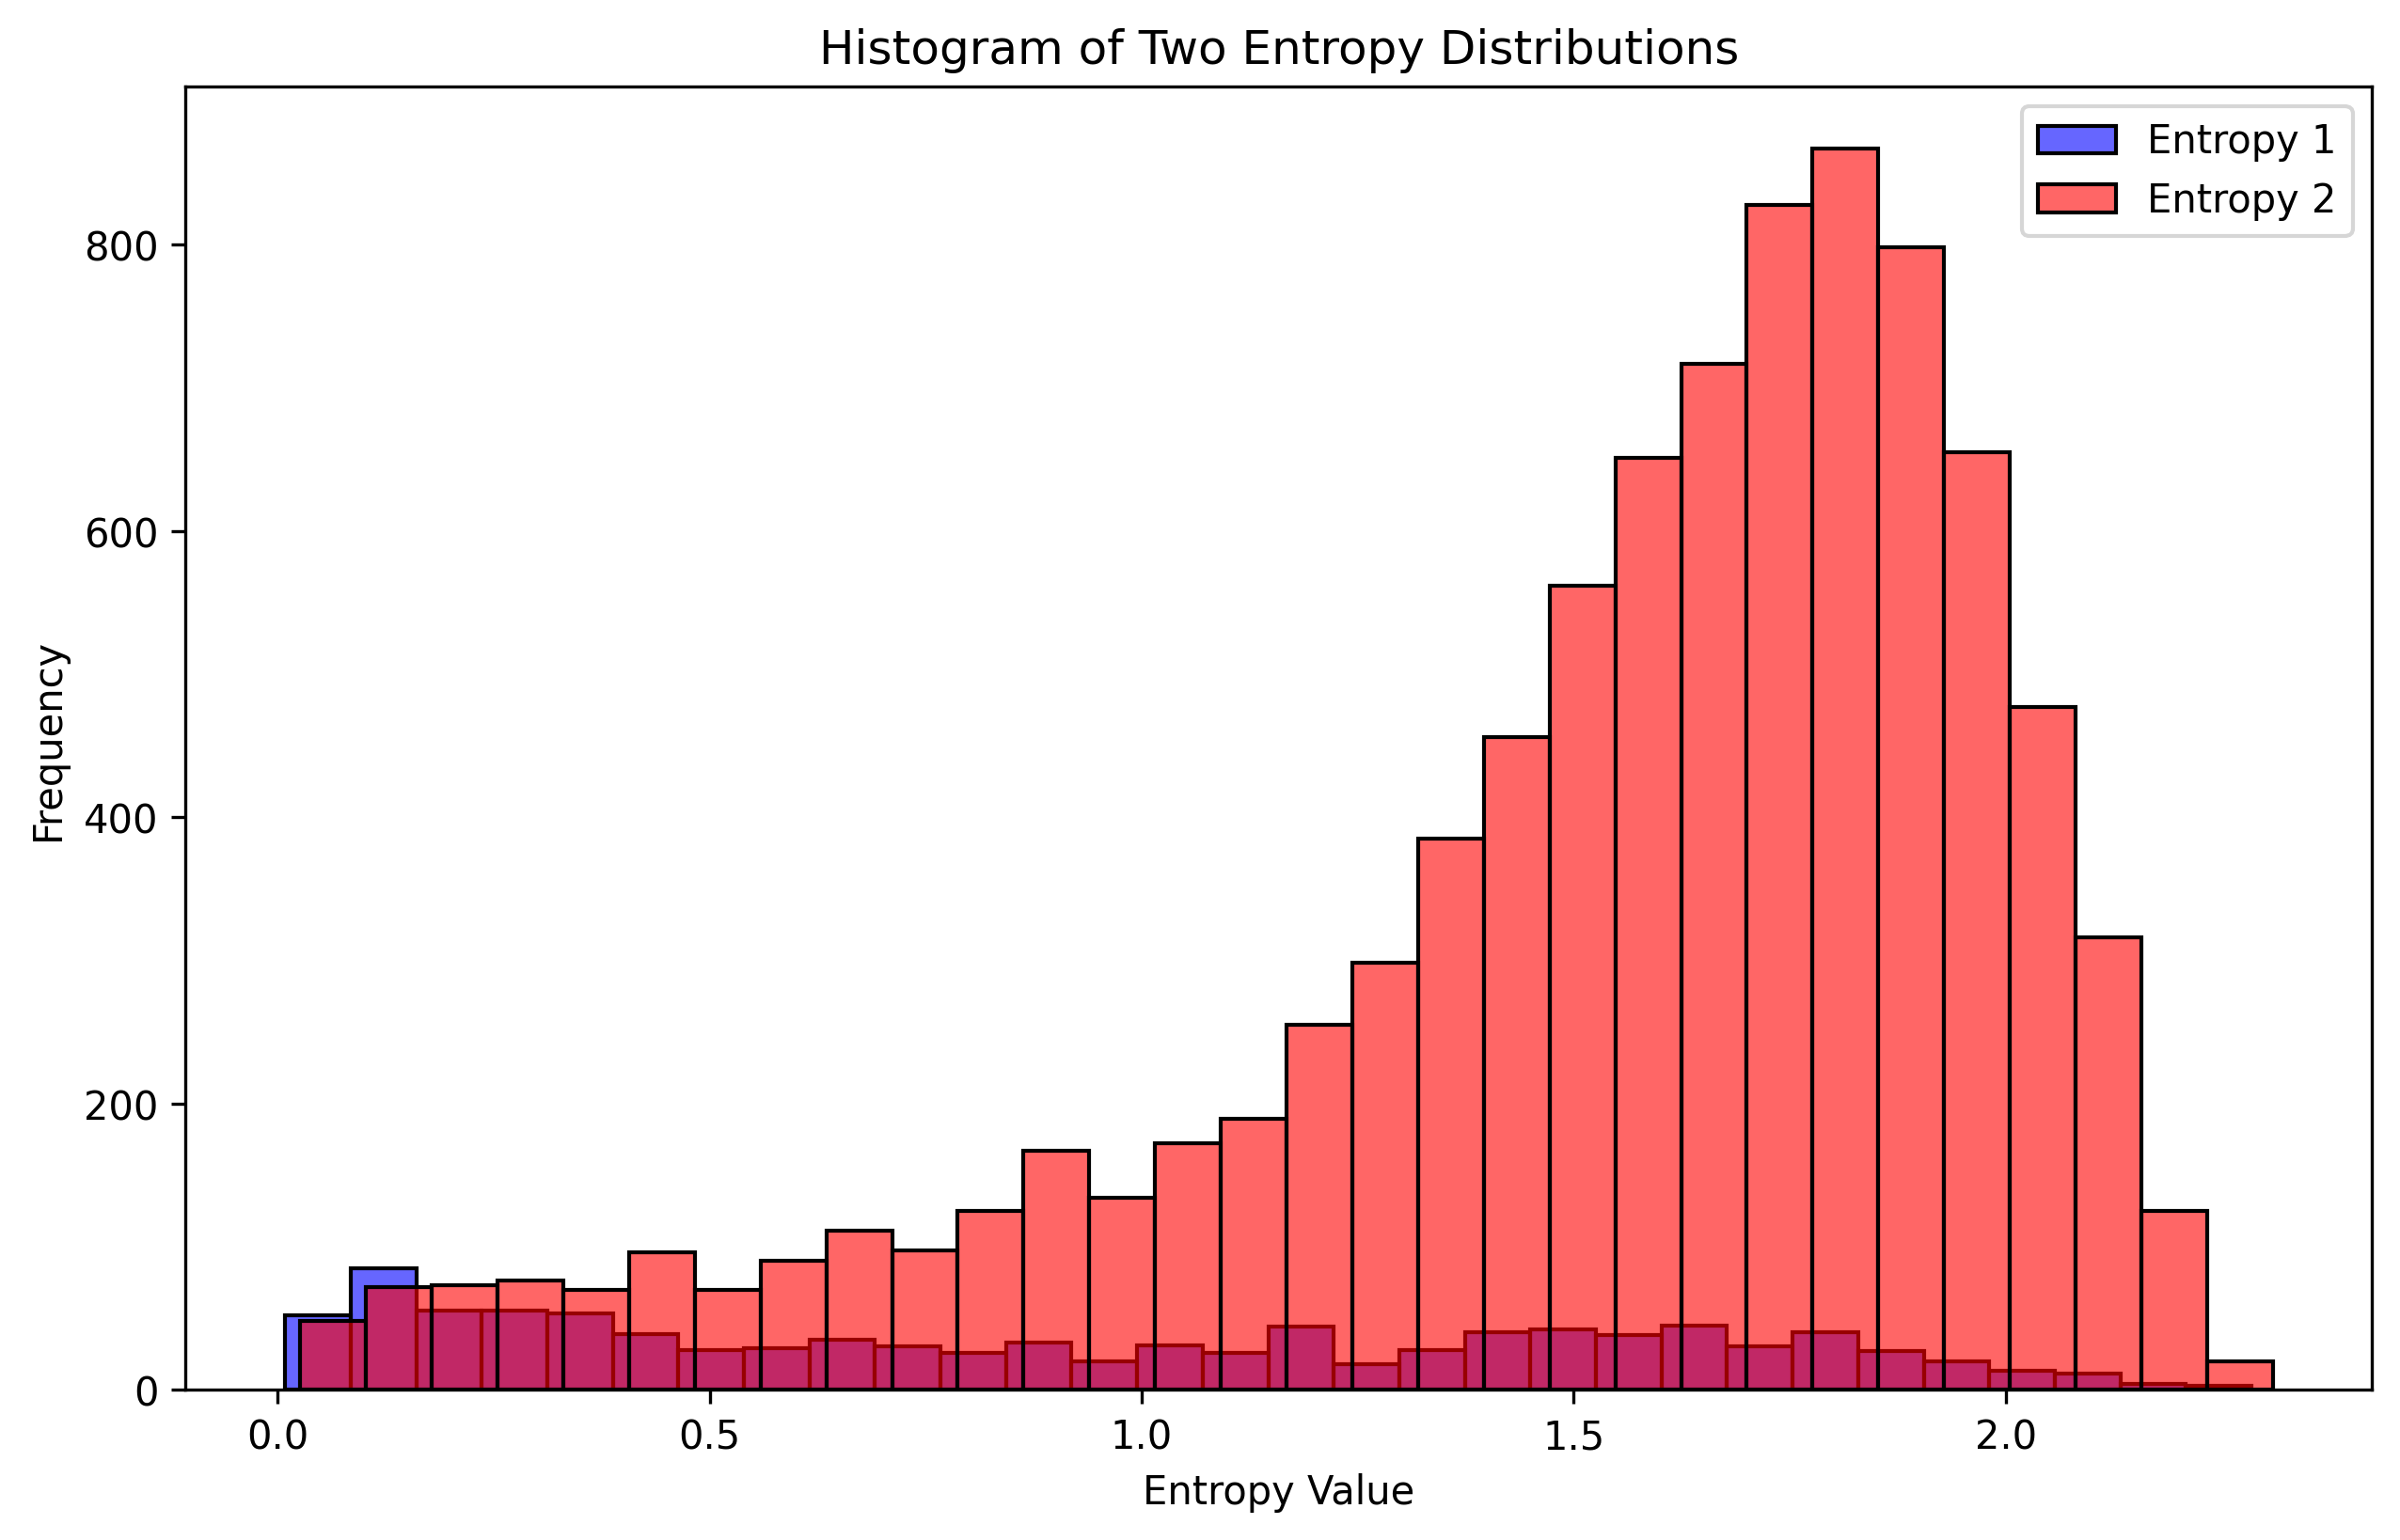 Histogram of Two Entropy Distributions
Entropy 1
Entropy 2
Frequency
800
600
400
200
0
0.0 0.5 1.0 1.5 2.0
Entropy Value